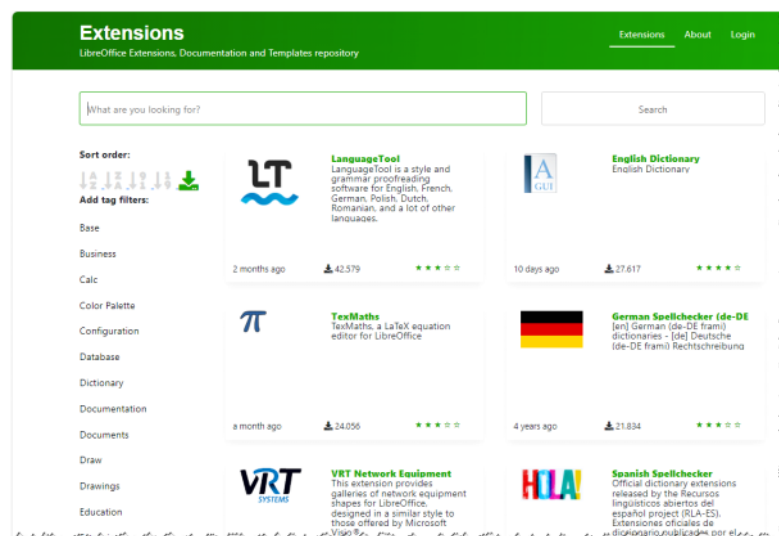 Extensions
LibreOffice Extensions, Documentation and Templates repository
Extensions About Login
What are you looking for?
Search
Sort order:
Add tag filters:
Base
Business
Calc
Color Palette
Configuration
Database
Dictionary
Documentation
Documents
Draw
Drawings
Education
LT
LanguageTool
LanguageTool is a style and
grammar proofreading
software for English, French,
German, Polish, Dutch,
Romanian, and a lot of other
languages.
2 months ago 42.579
A
GUI
English Dictionary
English Dictionary
10 days ago 27.617
π
TexMaths
TexMaths, a LaTeX equation
editor for LibreOffice
a month ago 24.056
German Spellchecker (de-DE
[en] German (de-DE frami)
dictionaries - [de] Deutsche
(de-DE frami) Rechtschreibung
4 years ago 21.834
VRT
SYSTEMS
VRT Network Equipment
This extension provides
galleries of network equipment
shapes for LibreOffice,
designed in a similar style to
those offered by Microsoft
Visio®.
HOLA!
Spanish Spellchecker
Official dictionary extensions
released by the Recursos
lingüísticos abiertos del
español project (RLA-ES).
Extensiones oficiales de
diccionario publicados por el